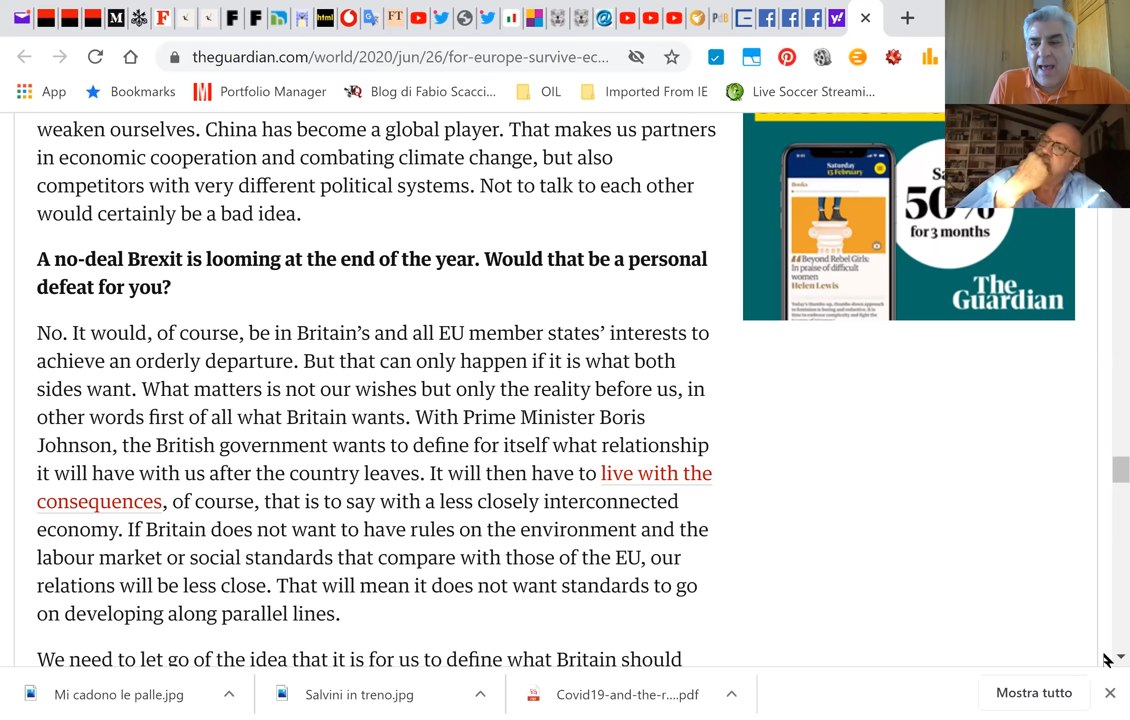 M
F
F
F
html
FT
PdB
theguardian.com/world/2020/jun/26/for-europe-survive-ec...
App
Bookmarks
Portfolio Manager
Blog di Fabio Scacci...
OIL
Imported From IE
Live Soccer Streami...
weaken ourselves. China has become a global player. That makes us partners
in economic cooperation and combating climate change, but also
competitors with very different political systems. Not to talk to each other
would certainly be a bad idea.
A no-deal Brexit is looming at the end of the year. Would that be a personal
defeat for you?
No. It would, of course, be in Britain’s and all EU member states’ interests to
achieve an orderly departure. But that can only happen if it is what both
sides want. What matters is not our wishes but only the reality before us, in
other words first of all what Britain wants. With Prime Minister Boris
Johnson, the British government wants to define for itself what relationship
it will have with us after the country leaves. It will then have to live with the
consequences, of course, that is to say with a less closely interconnected
economy. If Britain does not want to have rules on the environment and the
labour market or social standards that compare with those of the EU, our
relations will be less close. That will mean it does not want standards to go
on developing along parallel lines.
We need to let go of the idea that it is for us to define what Britain should
9:41
Saturday
15 February
Books
Beyond Rebel Girls:
In praise of difficult
women
Helen Lewis
Sa
50%
for 3 months
The
Guardian
Mi cadono le palle.jpg
Salvini in treno.jpg
Covid19-and-the-r....pdf
Mostra tutto